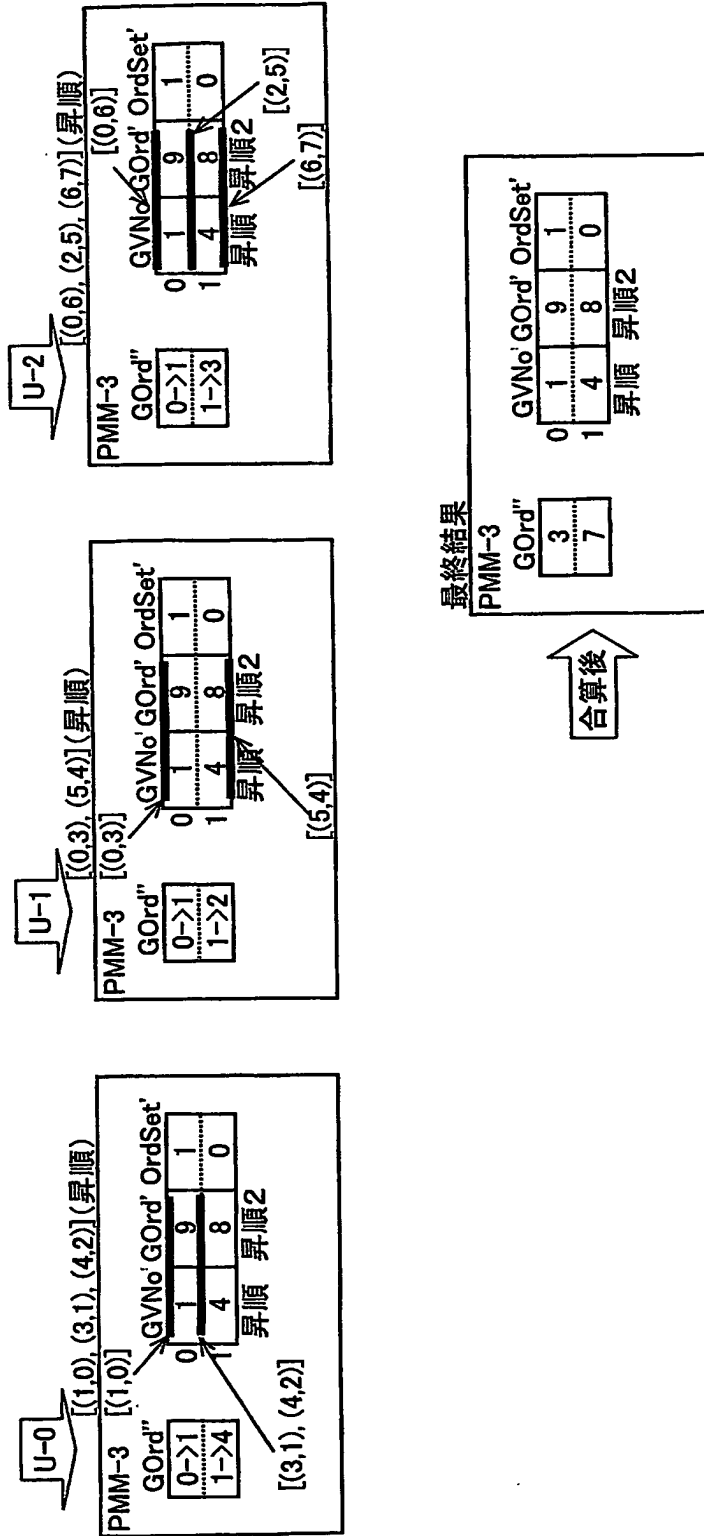 U-0
[(1,0), (3,1), (4,2)](昇順)
PMM-3
[(1,0)]
GOrd''
GVNo' GOrd' OrdSet'
0->1
0 1 9 1
1->4
1 4 8 0
昇順 昇順2
[(3,1), (4,2)]
U-1
[(0,3), (5,4)](昇順)
PMM-3
[(0,3)]
GOrd''
GVNo' GOrd' OrdSet'
0->1
0 1 9 1
1->2
1 4 8 0
昇順 昇順2
[(5,4)]
U-2
[(0,6), (2,5), (6,7)](昇順)
PMM-3
[(0,6)]
GOrd''
GVNo' GOrd' OrdSet'
0->1
0 1 9 1
1->3
1 4 8 0
昇順 昇順2
[(2,5)]
[(6,7)]
合算後
最終結果
PMM-3
GOrd''
GVNo' GOrd' OrdSet'
3
0 1 9 1
7
1 4 8 0
昇順 昇順2